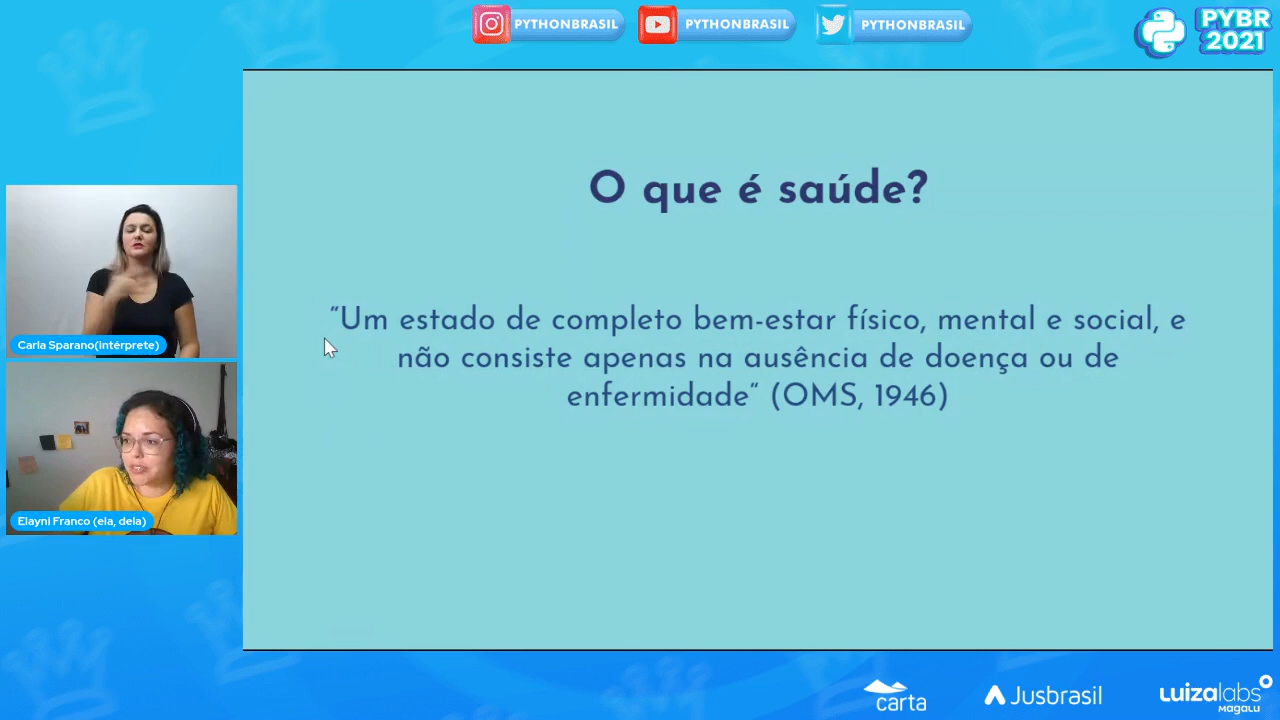 PYTHONBRASIL
PYTHONBRASIL
PYTHONBRASIL
PYBR
2021
O que é saúde?
“Um estado de completo bem-estar físico, mental e social, e
não consiste apenas na ausência de doença ou de
enfermidade” (OMS, 1946)
Carla Sparano(intérprete)
Elayni Franco (ela, dela)
carta
Jusbrasil
Luizalabs
MAGALU